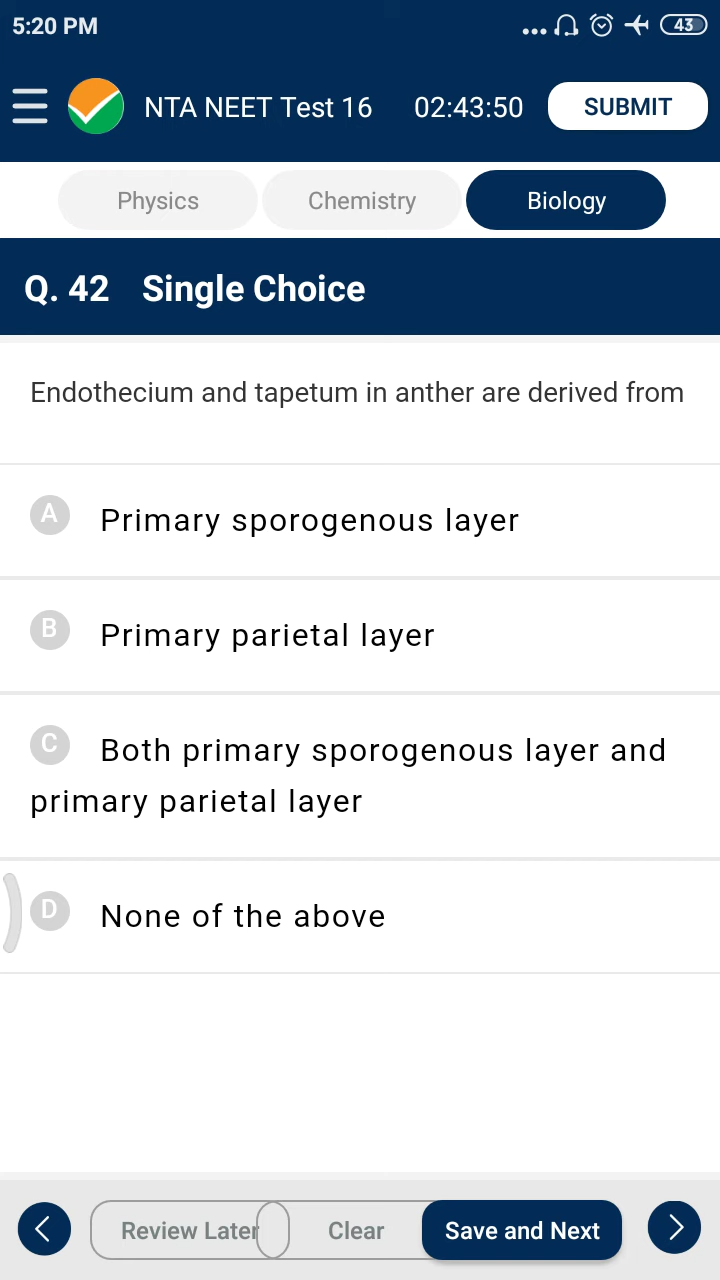 5:20 PM
43
NTA NEET Test 16 02:43:50 SUBMIT
Physics Chemistry Biology
Q. 42 Single Choice
Endothecium and tapetum in anther are derived from
A Primary sporogenous layer
B Primary parietal layer
C Both primary sporogenous layer and
primary parietal layer
D None of the above
Review Later Clear Save and Next